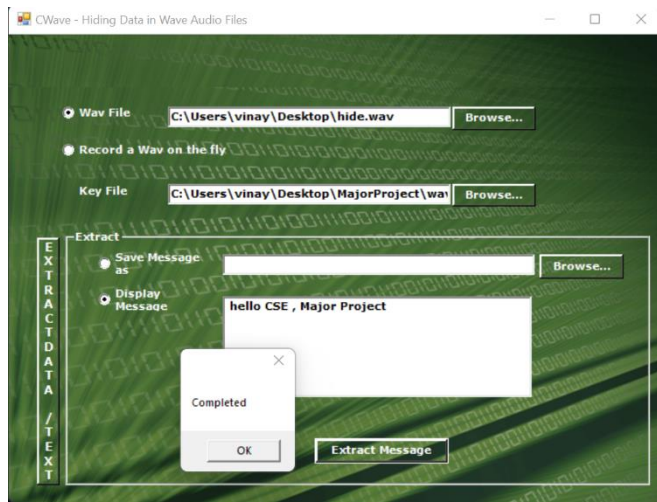 CWave - Hiding Data in Wave Audio Files
Wav File
C:\Users\vinay\Desktop\hide.wav
Browse...
Record a Wav on the fly
Key File
C:\Users\vinay\Desktop\MajorProject\wav
Browse...
EXTRACT DATA / TEXT
Extract
Save Message
as
Browse...
Display
Message
hello CSE , Major Project
Completed
OK
Extract Message